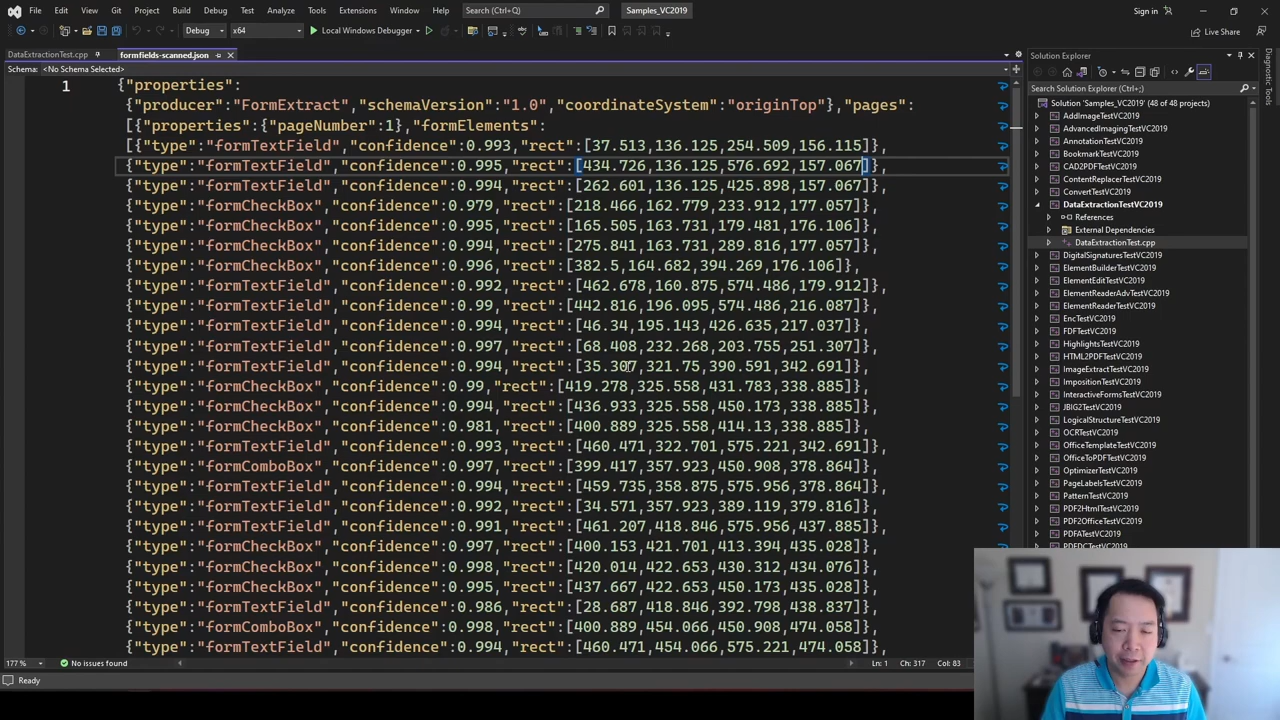 File Edit View Git Project Build Debug Test Analyze Tools Extensions Window Help Search (Ctrl+Q) Samples_VC2019 Sign in
Debug x64 Local Windows Debugger Live Share
DataExtractionTest.cpp formfields-scanned.json
Schema: <No Schema Selected>
1 {"properties":
{"producer":"FormExtract","schemaVersion":"1.0","coordinateSystem":"originTop"},"pages":
[{"properties":{"pageNumber":1},"formElements":
[{"type":"formTextField","confidence":0.993,"rect":[37.513,136.125,254.509,156.115]},
{"type":"formTextField","confidence":0.995,"rect":[434.726,136.125,576.692,157.067]},
{"type":"formTextField","confidence":0.994,"rect":[262.601,136.125,425.898,157.067]},
{"type":"formCheckBox","confidence":0.979,"rect":[218.466,162.779,233.912,177.057]},
{"type":"formCheckBox","confidence":0.995,"rect":[165.505,163.731,179.481,176.106]},
{"type":"formCheckBox","confidence":0.994,"rect":[275.841,163.731,289.816,177.057]},
{"type":"formCheckBox","confidence":0.996,"rect":[382.5,164.682,394.269,176.106]},
{"type":"formTextField","confidence":0.992,"rect":[462.678,160.875,574.486,179.912]},
{"type":"formTextField","confidence":0.99,"rect":[442.816,196.095,574.486,216.087]},
{"type":"formTextField","confidence":0.994,"rect":[46.34,195.143,426.635,217.037]},
{"type":"formTextField","confidence":0.997,"rect":[68.408,232.268,203.755,251.307]},
{"type":"formTextField","confidence":0.994,"rect":[35.307,321.75,390.591,342.691]},
{"type":"formCheckBox","confidence":0.99,"rect":[419.278,325.558,431.783,338.885]},
{"type":"formCheckBox","confidence":0.994,"rect":[436.933,325.558,450.173,338.885]},
{"type":"formCheckBox","confidence":0.981,"rect":[400.889,325.558,414.13,338.885]},
{"type":"formTextField","confidence":0.993,"rect":[460.471,322.701,575.221,342.691]},
{"type":"formComboBox","confidence":0.997,"rect":[399.417,357.923,450.908,378.864]},
{"type":"formTextField","confidence":0.994,"rect":[459.735,358.875,575.956,378.864]},
{"type":"formTextField","confidence":0.992,"rect":[34.571,357.923,389.119,379.816]},
{"type":"formTextField","confidence":0.991,"rect":[461.207,418.846,575.956,437.885]},
{"type":"formCheckBox","confidence":0.997,"rect":[400.153,421.701,413.394,435.028]},
{"type":"formCheckBox","confidence":0.998,"rect":[420.014,422.653,430.312,434.076]},
{"type":"formCheckBox","confidence":0.994,"rect":[437.667,422.653,450.173,435.028]},
{"type":"formTextField","confidence":0.986,"rect":[28.687,418.846,392.798,438.837]},
{"type":"formComboBox","confidence":0.998,"rect":[400.889,454.066,450.908,474.058]},
{"type":"formTextField","confidence":0.994,"rect":[460.471,454.066,575.221,474.058]},
177 % No issues found Ln: 1 Ch: 317 Col: 83
Ready
Solution Explorer
Search Solution Explorer (Ctrl+;)
Solution 'Samples_VC2019' (48 of 48 projects)
AddImageTestVC2019
AdvancedImagingTestVC2019
AnnotationTestVC2019
BookmarkTestVC2019
CAD2PDFTestVC2019
ContentReplacerTestVC2019
ConvertTestVC2019
DataExtractionTestVC2019
References
External Dependencies
DataExtractionTest.cpp
DigitalSignaturesTestVC2019
ElementBuilderTestVC2019
ElementEditTestVC2019
ElementReaderAdvTestVC2019
ElementReaderTestVC2019
EncTestVC2019
FDFTestVC2019
HighlightsTestVC2019
HTML2PDFTestVC2019
ImageExtractTestVC2019
ImpositionTestVC2019
InteractiveFormsTestVC2019
JBIG2TestVC2019
LogicalStructureTestVC2019
OCRTestVC2019
OfficeTemplateTestVC2019
OfficeToPDFTestVC2019
OptimizerTestVC2019
PageLabelsTestVC2019
PatternTestVC2019
PDF2HtmlTestVC2019
PDF2OfficeTestVC2019
PDFATestVC2019
PDFDCTestVC2019
Diagnostic Tools